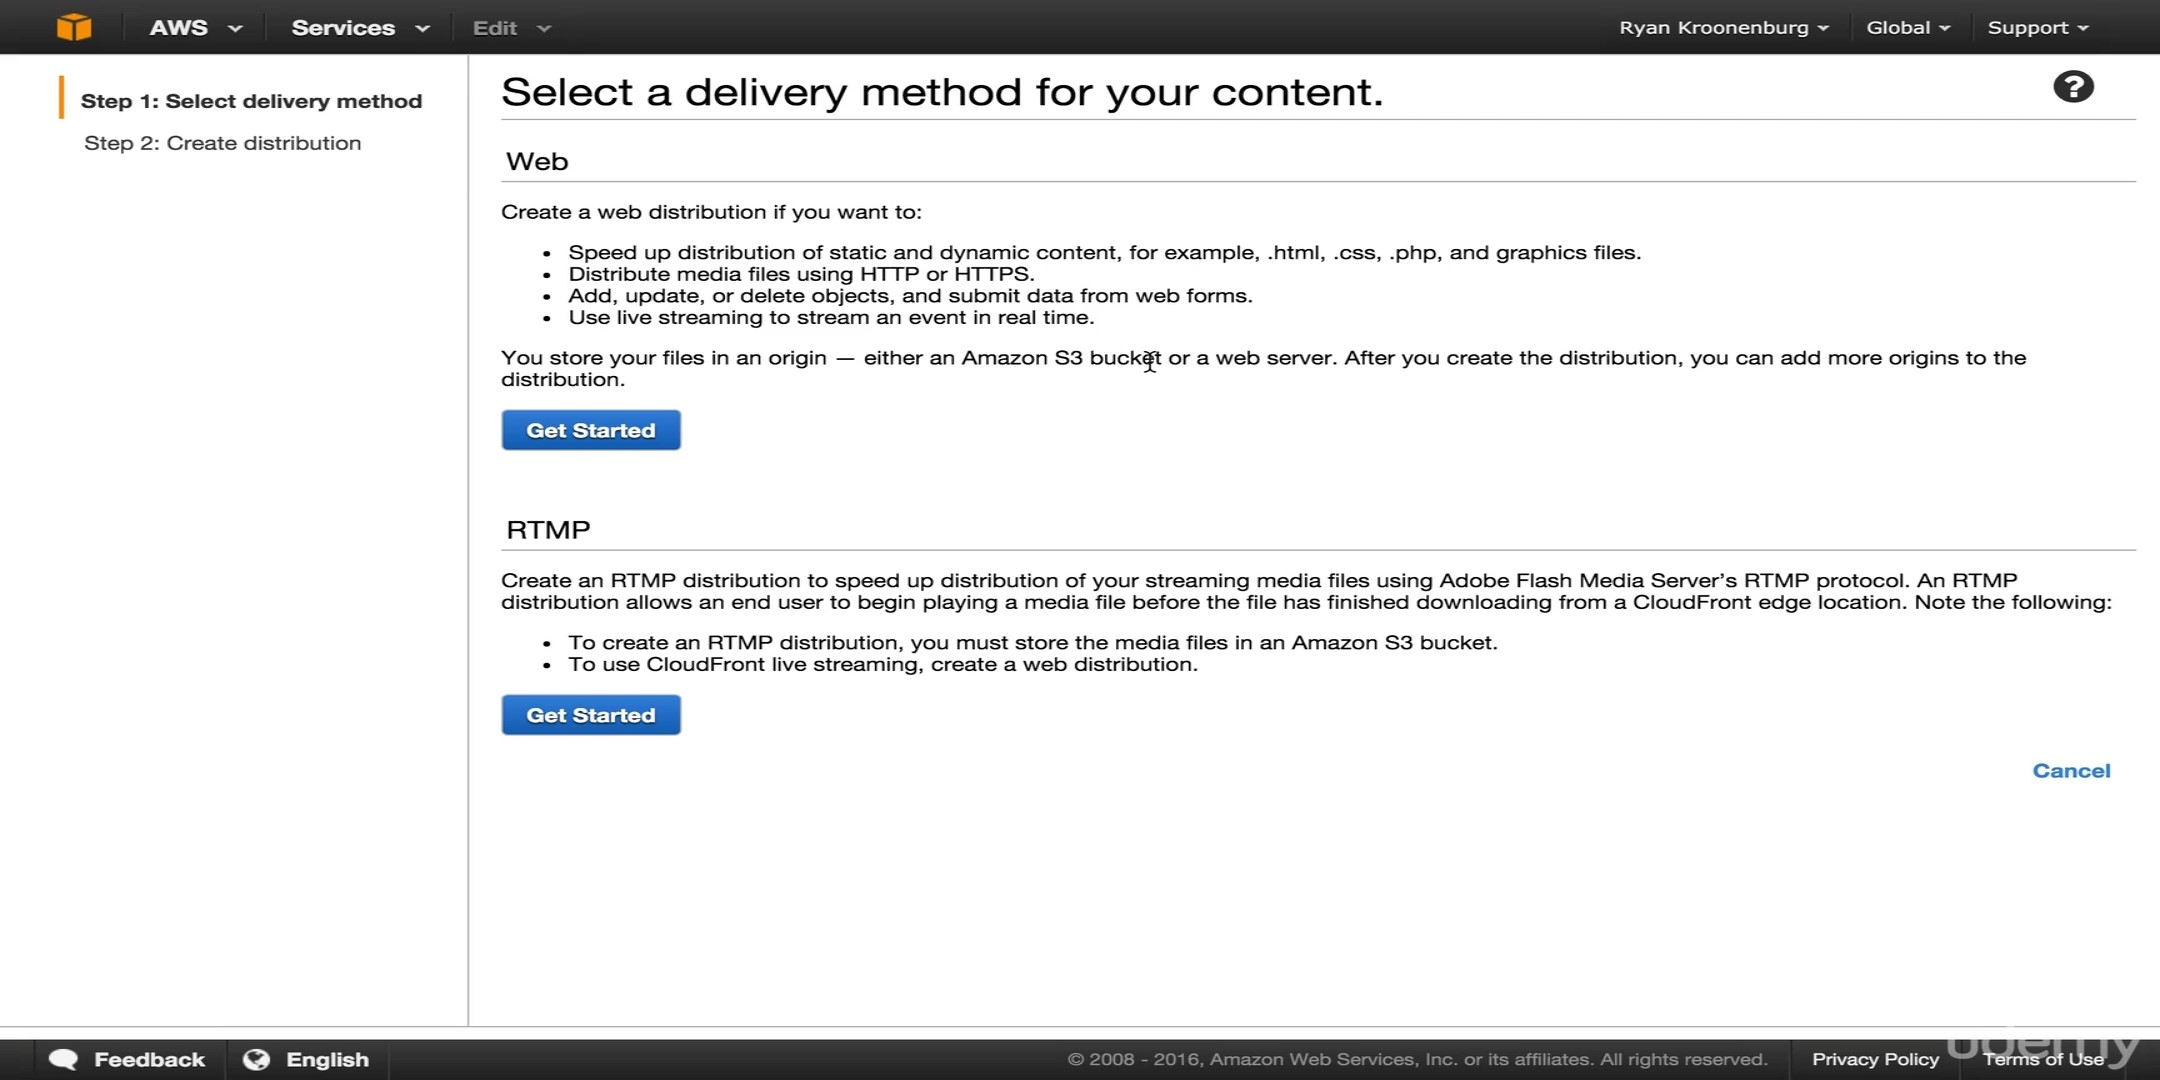 AWS Services Edit Ryan Kroonenburg Global Support
Step 1: Select delivery method
Step 2: Create distribution
Select a delivery method for your content.
?
Web
Create a web distribution if you want to:
• Speed up distribution of static and dynamic content, for example, .html, .css, .php, and graphics files.
• Distribute media files using HTTP or HTTPS.
• Add, update, or delete objects, and submit data from web forms.
• Use live streaming to stream an event in real time.
You store your files in an origin — either an Amazon S3 bucket or a web server. After you create the distribution, you can add more origins to the
distribution.
Get Started
RTMP
Create an RTMP distribution to speed up distribution of your streaming media files using Adobe Flash Media Server's RTMP protocol. An RTMP
distribution allows an end user to begin playing a media file before the file has finished downloading from a CloudFront edge location. Note the following:
• To create an RTMP distribution, you must store the media files in an Amazon S3 bucket.
• To use CloudFront live streaming, create a web distribution.
Get Started
Cancel
Feedback English © 2008 - 2016, Amazon Web Services, Inc. or its affiliates. All rights reserved. Privacy Policy Terms of Use
udemy